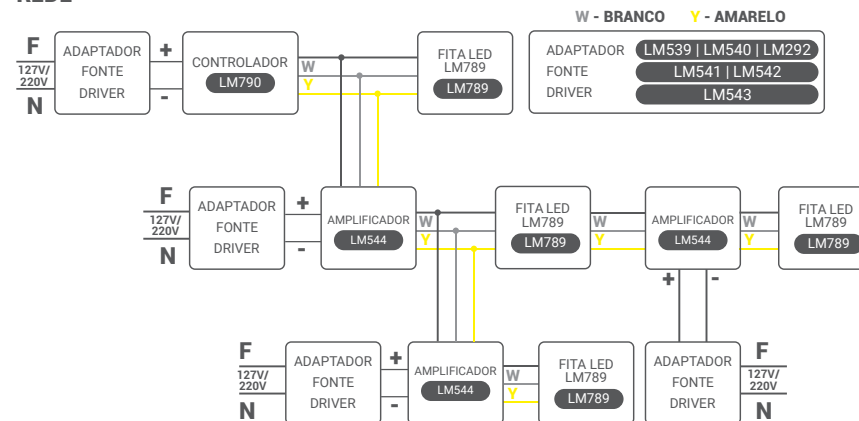 REDE
W - BRANCO Y - AMARELO
ADAPTADOR LM539 | LM540 | LM292
FONTE LM541 | LM542
DRIVER LM543
F
127V/
220V
N
ADAPTADOR
FONTE
DRIVER
+
-
CONTROLADOR
LM790
W
Y
FITA LED
LM789
LM789
F
127V/
220V
N
ADAPTADOR
FONTE
DRIVER
+
-
AMPLIFICADOR
LM544
W
Y
FITA LED
LM789
LM789
W
Y
AMPLIFICADOR
LM544
W
Y
FITA LED
LM789
LM789
+ -
F
127V/
220V
N
ADAPTADOR
FONTE
DRIVER
+
-
AMPLIFICADOR
LM544
W
Y
FITA LED
LM789
LM789
ADAPTADOR
FONTE
DRIVER
F
127V/
220V
N